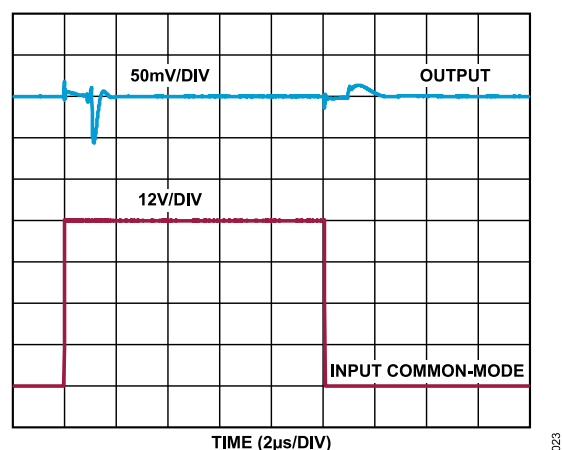 50mV/DIV
OUTPUT
12V/DIV
INPUT COMMON-MODE
TIME (2µs/DIV)
023